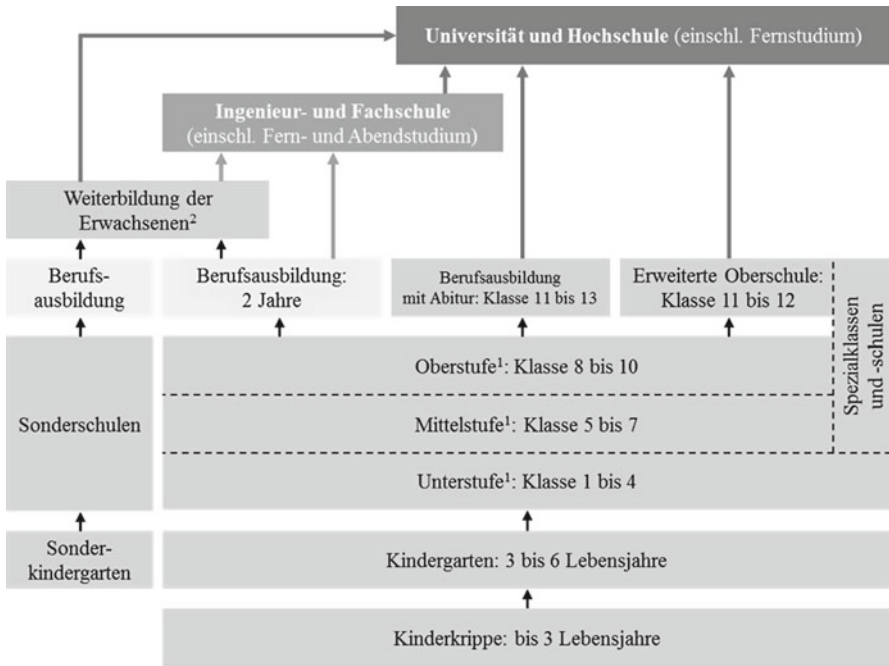 Universität und Hochschule (einschl. Fernstudium)
Ingenieur- und Fachschule
(einschl. Fern- und Abendstudium)
Weiterbildung der
Erwachsenen²
Berufs-
ausbildung
Berufsausbildung:
2 Jahre
Berufsausbildung
mit Abitur: Klasse 11 bis 13
Erweiterte Oberschule:
Klasse 11 bis 12
Spezialklassen
und -schulen
Sonderschulen
Oberstufe¹: Klasse 8 bis 10
Mittelstufe¹: Klasse 5 bis 7
Unterstufe¹: Klasse 1 bis 4
Sonder-
kindergarten
Kindergarten: 3 bis 6 Lebensjahre
Kinderkrippe: bis 3 Lebensjahre